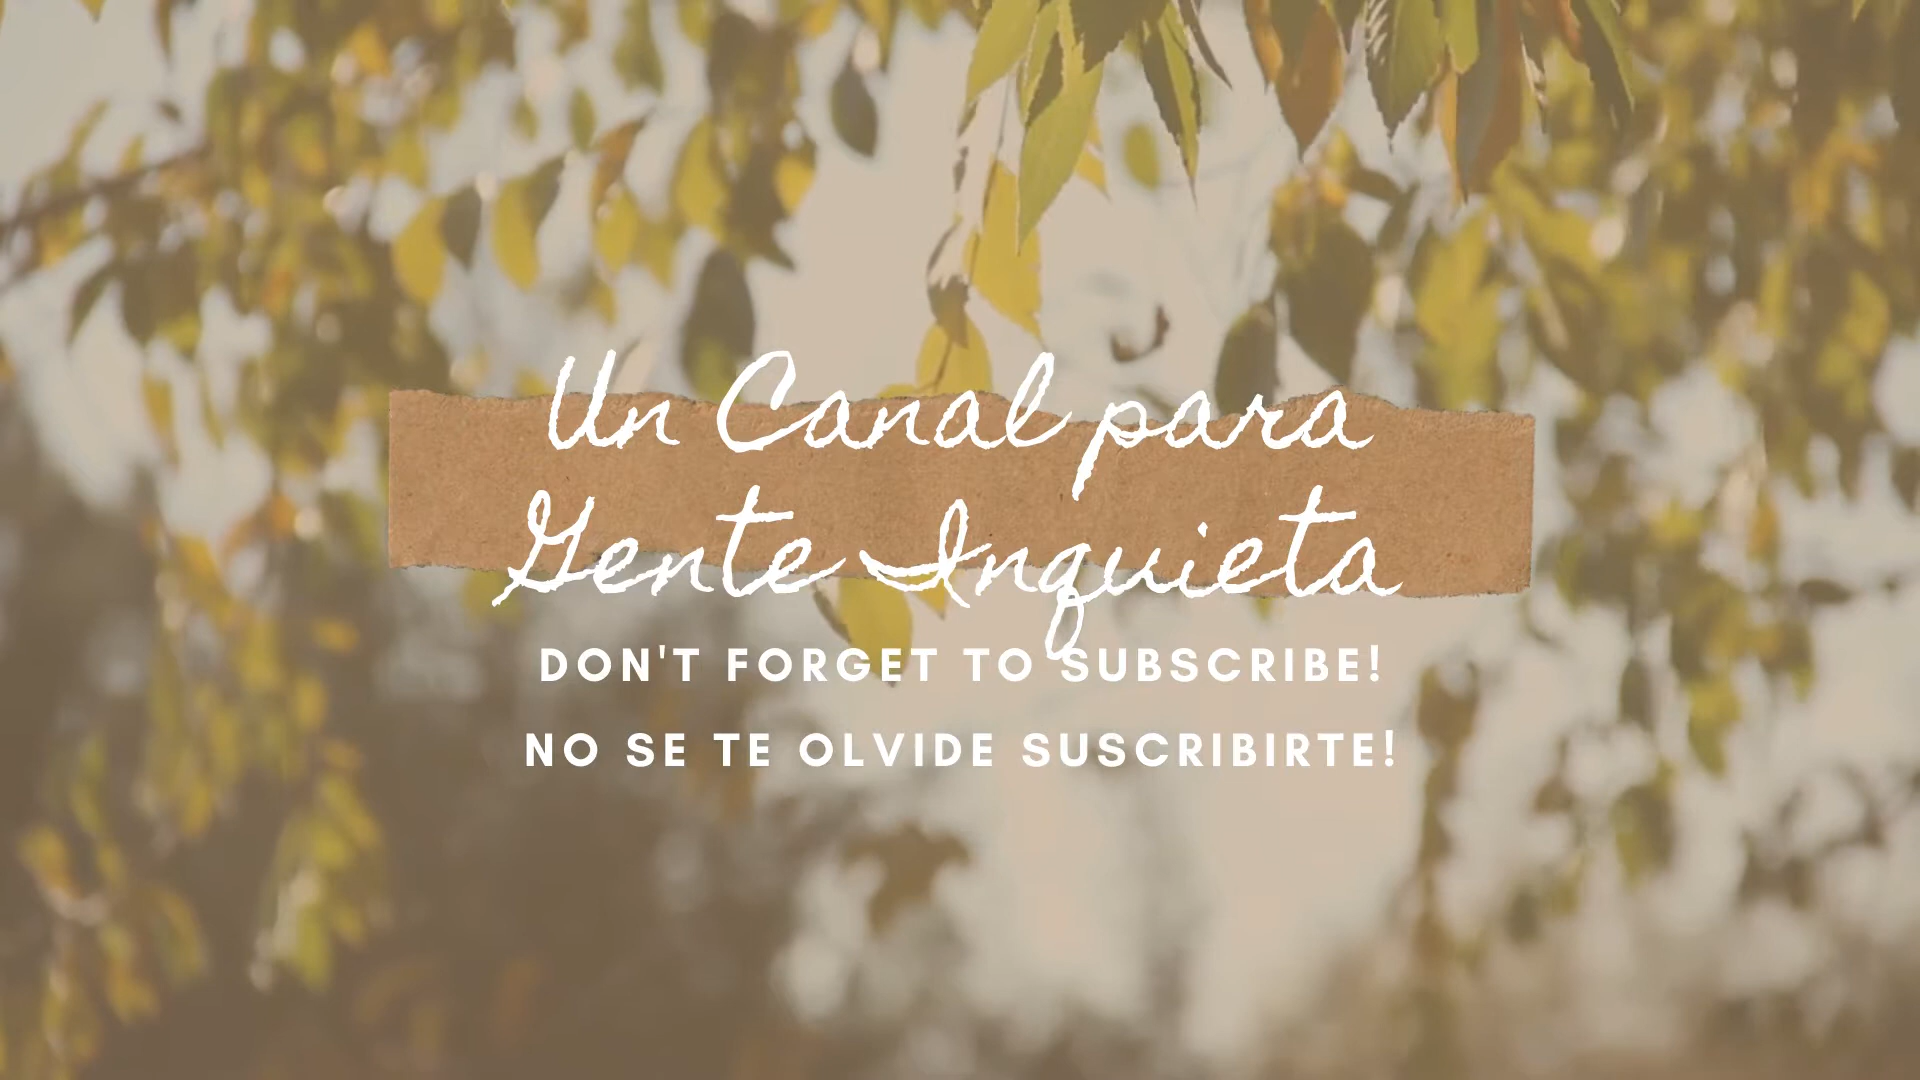 Un Canal para
Gente Inquieta
DON'T FORGET TO SUBSCRIBE!
NO SE TE OLVIDE SUSCRIBIRTE!